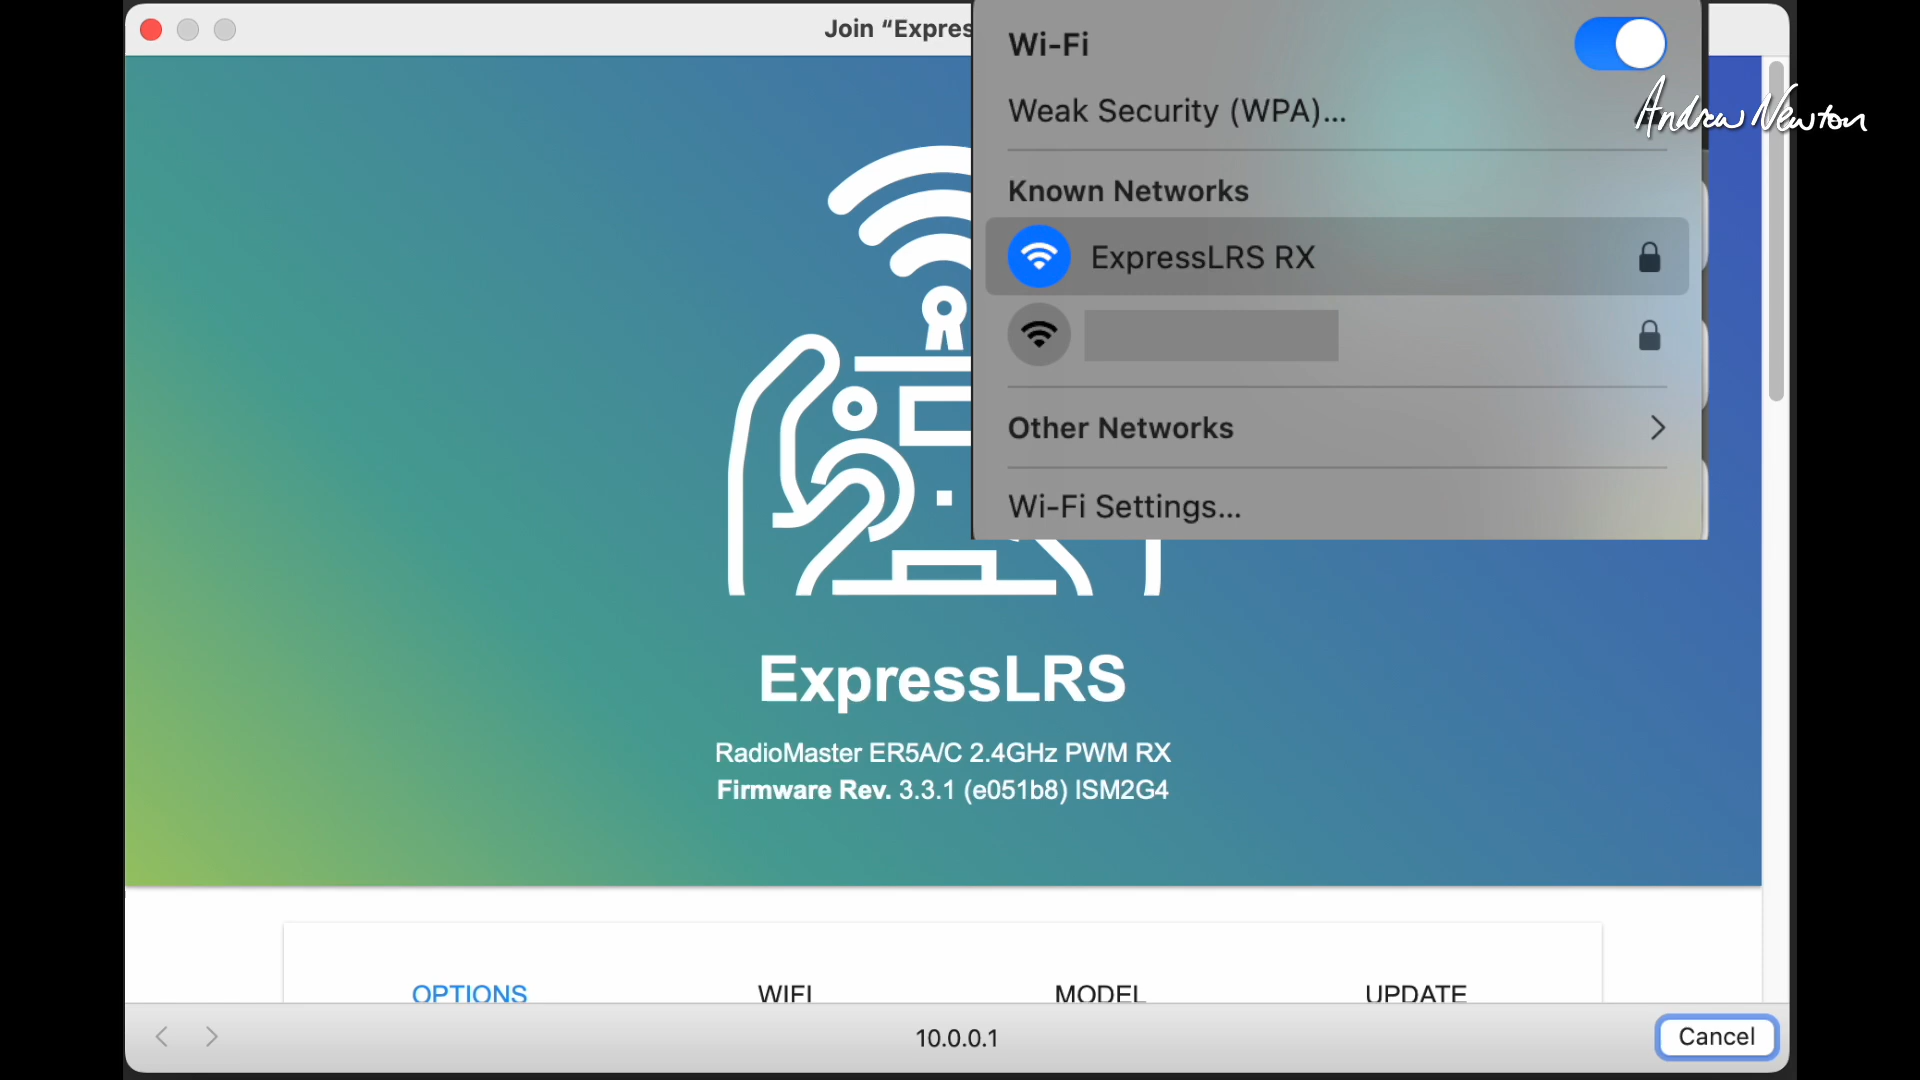 Join “Expres
Wi-Fi
Weak Security (WPA)...
Andrew Newton
Known Networks
ExpressLRS RX
Other Networks
Wi-Fi Settings...
ExpressLRS
RadioMaster ER5A/C 2.4GHz PWM RX
Firmware Rev. 3.3.1 (e051b8) ISM2G4
OPTIONS WIFI MODEL UPDATE
10.0.0.1
Cancel